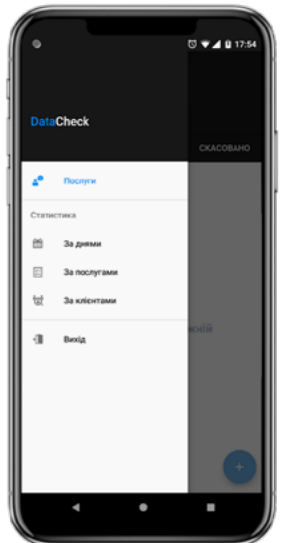 17:54
DataCheck
СКАСОВАНО
Послуги
Статистика
За днями
За послугами
За клієнтами
Вихід